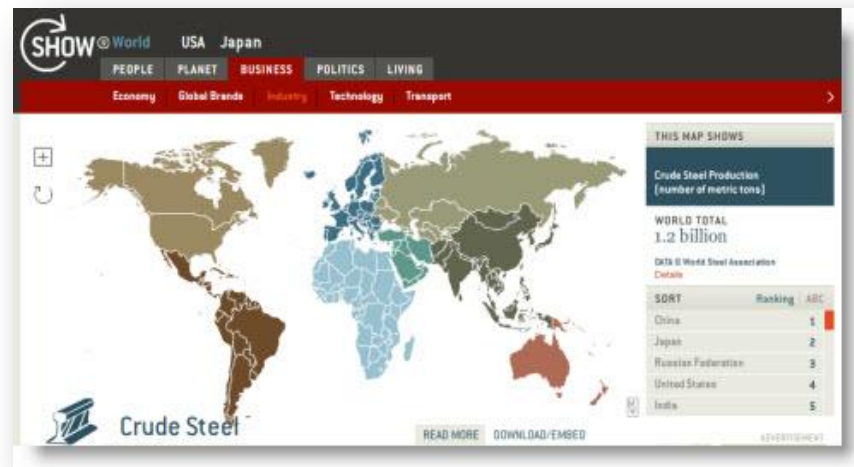 SHOW® World USA Japan
PEOPLE PLANET BUSINESS POLITICS LIVING
Economy Global Brands Industry Technology Transport
THIS MAP SHOWS
Crude Steel Production
(number of metric tons)
WORLD TOTAL
1.2 billion
DATA © World Steel Association
Details
SORT Ranking ABC
China 1
Japan 2
Russian Federation 3
United States 4
India 5
Crude Steel
READ MORE DOWNLOAD/EMBED
ADVERTISEMENT